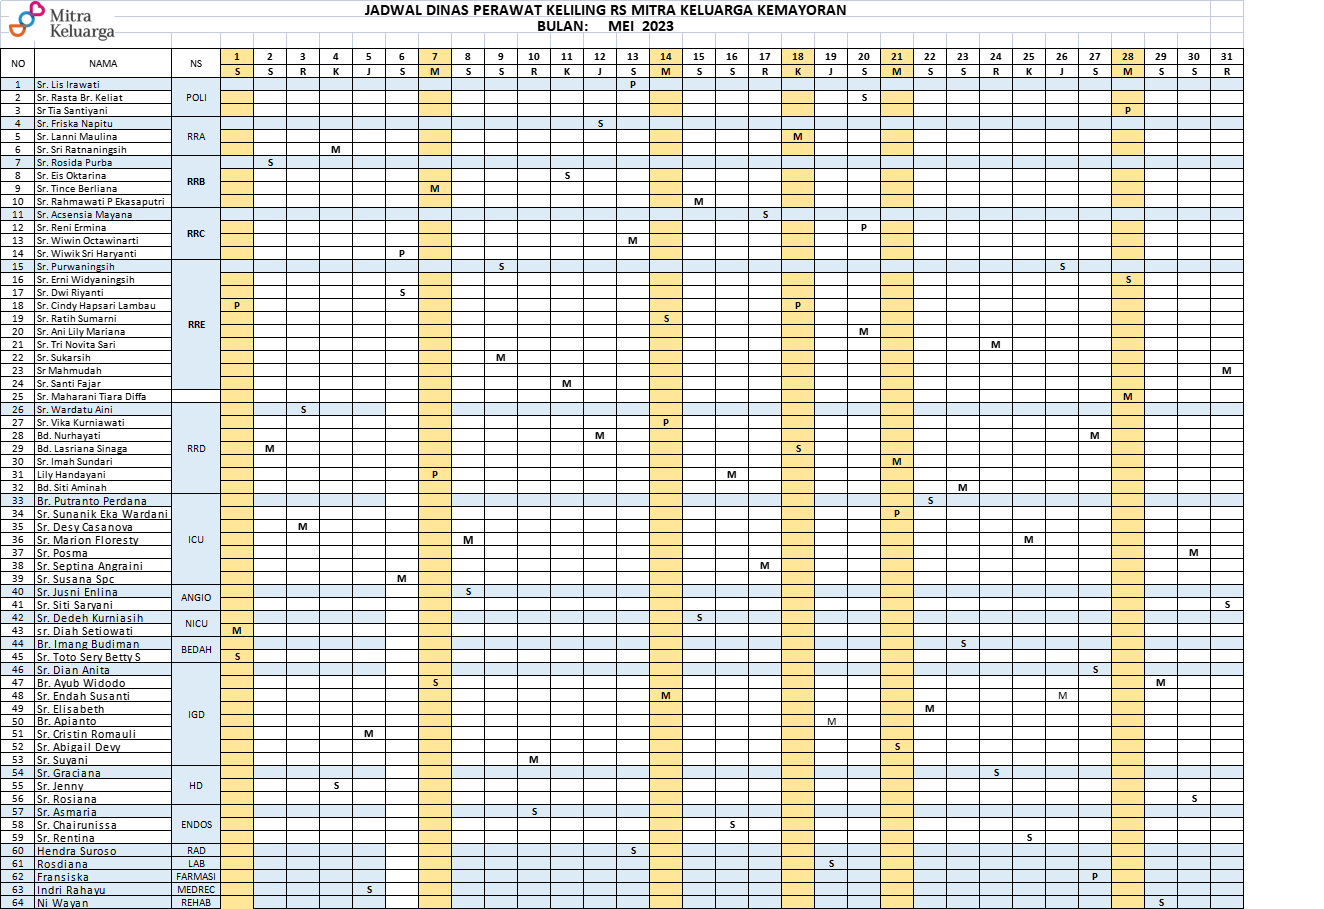 Mitra
Keluarga
JADWAL DINAS PERAWAT KELILING RS MITRA KELUARGA KEMAYORAN
BULAN: MEI 2023
NO NAMA NS 1 2 3 4 5 6 7 8 9 10 11 12 13 14 15 16 17 18 19 20 21 22 23 24 25 26 27 28 29 30 31
S S R K J S M S S R K J S M S S R K J S M S S R K J S M S S R
1 Sr. Lis Irawati POLI P
2 Sr. Rasta Br. Keliat S
3 Sr Tia Santiyani P
4 Sr. Friska Napitu RRA S
5 Sr. Lanni Maulina M
6 Sr. Sri Ratnaningsih M
7 Sr. Rosida Purba RRB S
8 Sr. Eis Oktarina S
9 Sr. Tince Berliana M
10 Sr. Rahmawati P Ekasaputri M
11 Sr. Acsensia Mayana RRC S
12 Sr. Reni Ermina P
13 Sr. Wiwin Octawinarti M
14 Sr. Wiwik Sri Haryanti P
15 Sr. Purwaningsih RRE S S
16 Sr. Erni Widyaningsih S
17 Sr. Dwi Riyanti S
18 Sr. Cindy Hapsari Lambau P P
19 Sr. Ratih Sumarni S
20 Sr. Ani Lily Mariana M
21 Sr. Tri Novita Sari M
22 Sr. Sukarsih M
23 Sr Mahmudah M
24 Sr. Santi Fajar M
25 Sr. Maharani Tiara Diffa M
26 Sr. Wardatu Aini RRD S
27 Sr. Vika Kurniawati P
28 Bd. Nurhayati M M
29 Bd. Lasriana Sinaga M S
30 Sr. Imah Sundari M
31 Lily Handayani P M
32 Bd. Siti Aminah M
33 Br. Putranto Perdana ICU S
34 Sr. Sunanik Eka Wardani P
35 Sr. Desy Casanova M
36 Sr. Marion Floresty M M
37 Sr. Posma M
38 Sr. Septina Angraini M
39 Sr. Susana Spc M
40 Sr. Jusni Enlina ANGIO S
41 Sr. Siti Saryani S
42 Sr. Dedeh Kurniasih NICU S
43 sr. Diah Setiowati M
44 Br. Imang Budiman BEDAH S
45 Sr. Toto Sery Betty S S
46 Sr. Dian Anita IGD S
47 Br. Ayub Widodo S M
48 Sr. Endah Susanti M M
49 Sr. Elisabeth M
50 Br. Apianto M
51 Sr. Cristin Romauli M
52 Sr. Abigail Devy S
53 Sr. Suyani M
54 Sr. Graciana HD S
55 Sr. Jenny S
56 Sr. Rosiana S
57 Sr. Asmaria ENDOS S
58 Sr. Chairunissa S
59 Sr. Rentina S
60 Hendra Suroso RAD S
61 Rosdiana LAB S
62 Fransiska FARMASI P
63 Indri Rahayu MEDREC S
64 Ni Wayan REHAB S